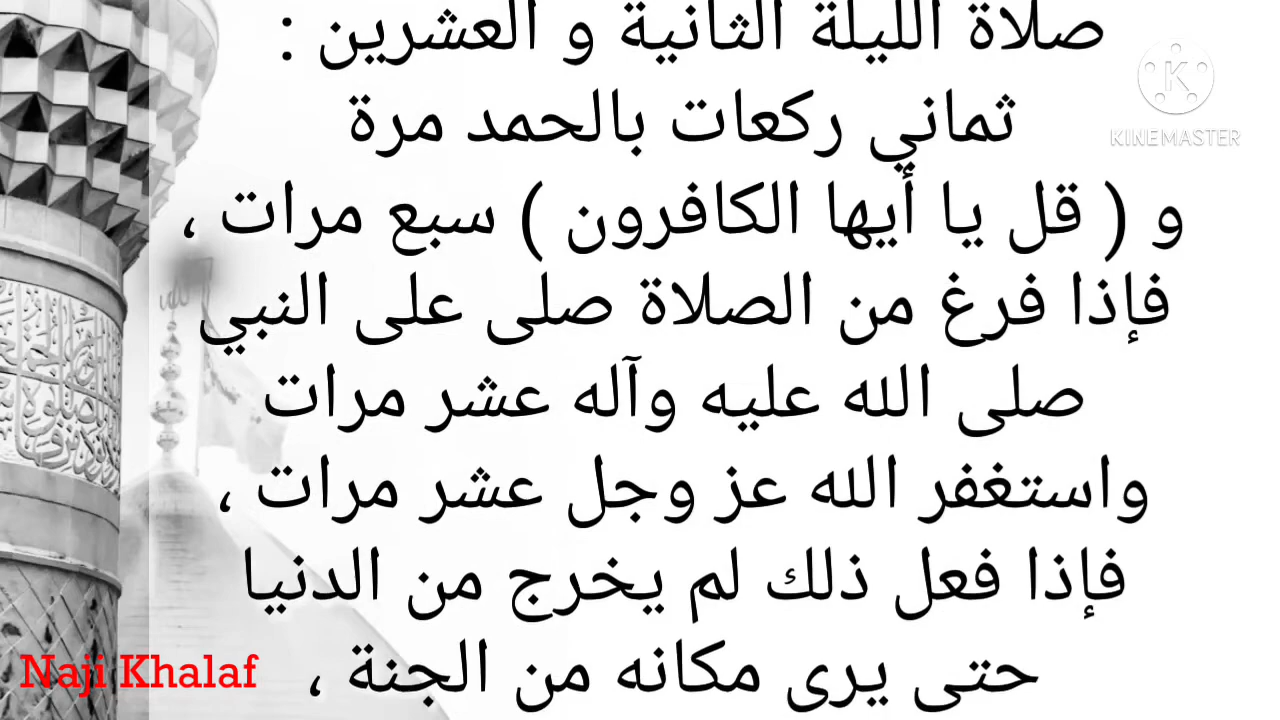 صلاة الليلة الثانية و العشرين :
ثماني ركعات بالحمد مرة
و ( قل يا أيها الكافرون ) سبع مرات ،
فإذا فرغ من الصلاة صلى على النبي
صلى الله عليه وآله عشر مرات
واستغفر الله عز وجل عشر مرات ،
فإذا فعل ذلك لم يخرج من الدنيا
حتى يرى مكانه من الجنة ،
K
KINEMASTER
Naji Khalaf